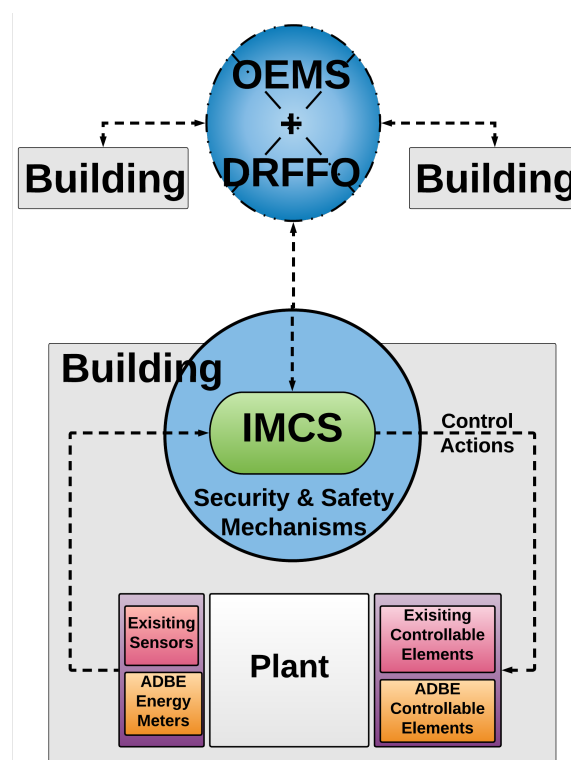 OEMS
+
DRFFO
Building
Building
Building
IMCS
Control
Actions
Security & Safety
Mechanisms
Exisiting
Sensors
ADBE
Energy
Meters
Plant
Exisiting
Controllable
Elements
ADBE
Controllable
Elements